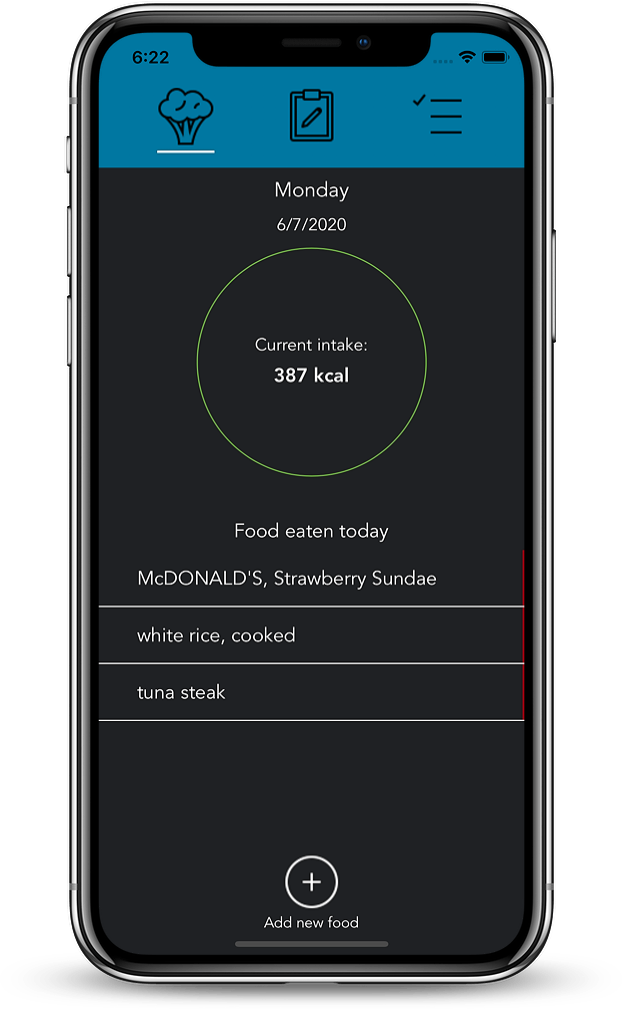 6:22
Monday
6/7/2020
Current intake:
387 kcal
Food eaten today
McDONALD'S, Strawberry Sundae
white rice, cooked
tuna steak
Add new food